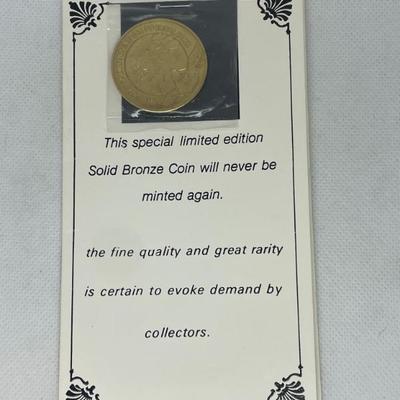 This special limited edition
Solid Bronze Coin will never be
minted again.
the fine quality and great rarity
is certain to evoke demand by
collectors.